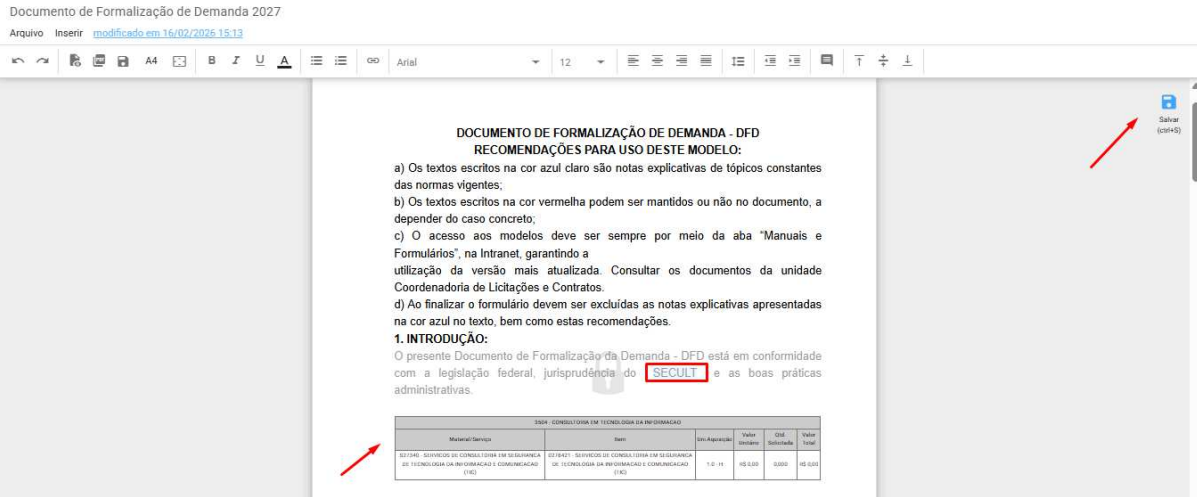 Documento de Formalização de Demanda 2027
Arquivo Inserir modificado em 16/02/2026 15:13
A4 B I U A Arial 12
Salvar
(ctrl+S)
DOCUMENTO DE FORMALIZAÇÃO DE DEMANDA - DFD
RECOMENDAÇÕES PARA USO DESTE MODELO:
a) Os textos escritos na cor azul claro são notas explicativas de tópicos constantes
das normas vigentes;
b) Os textos escritos na cor vermelha podem ser mantidos ou não no documento, a
depender do caso concreto;
c) O acesso aos modelos deve ser sempre por meio da aba “Manuais e
Formulários”, na Intranet, garantindo a
utilização da versão mais atualizada. Consultar os documentos da unidade
Coordenadoria de Licitações e Contratos.
d) Ao finalizar o formulário devem ser excluídas as notas explicativas apresentadas
na cor azul no texto, bem como estas recomendações.
1. INTRODUÇÃO:
O presente Documento de Formalização da Demanda - DFD está em conformidade
com a legislação federal, jurisprudência do SECULT e as boas práticas
administrativas.
3504 - CONSULTORIA EM TECNOLOGIA DA INFORMACAO
Material/Serviço Item Uni Aquisição Valor Unitário Qtd. Solicitada Valor Total
SERVICOS DE CONSULTORIA EM SEGURANCA DE TECNOLOGIA DA INFORMACAO E COMUNICACAO (TIC)
SERVICOS DE CONSULTORIA EM SEGURANCA DE TECNOLOGIA DA INFORMACAO E COMUNICACAO (TIC)
R$ 0,00 0,000 R$ 0,00